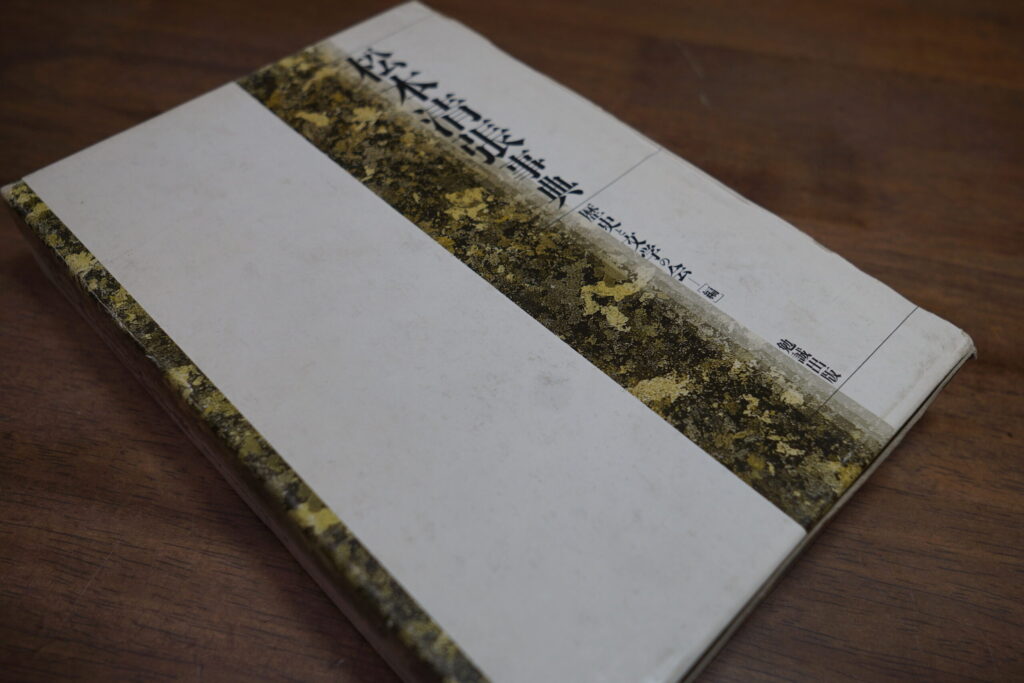 松本清張事典
歴史と文学の会―編
勉誠出版